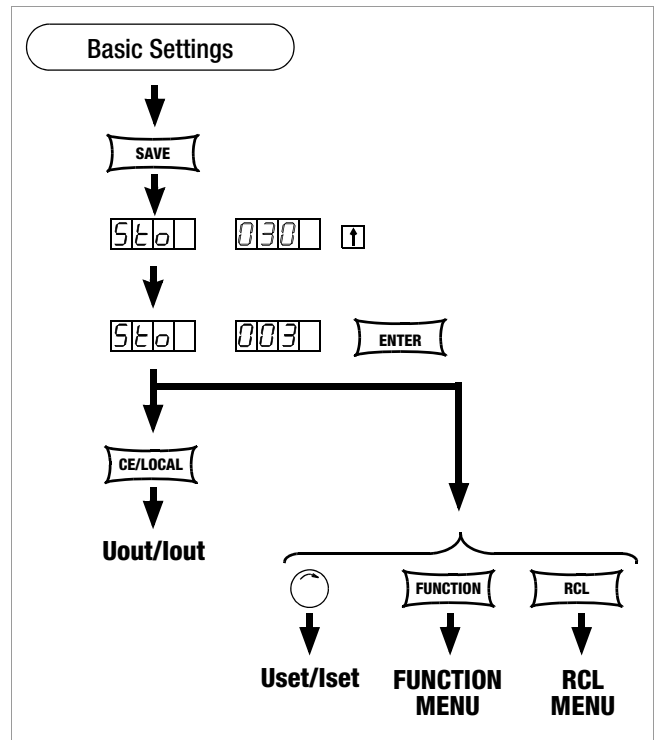 Basic Settings
SAVE
Sto 030 ↑
Sto 003 ENTER
CE/LOCAL
Uout/Iout
FUNCTION RCL
Uset/Iset FUNCTION MENU RCL MENU